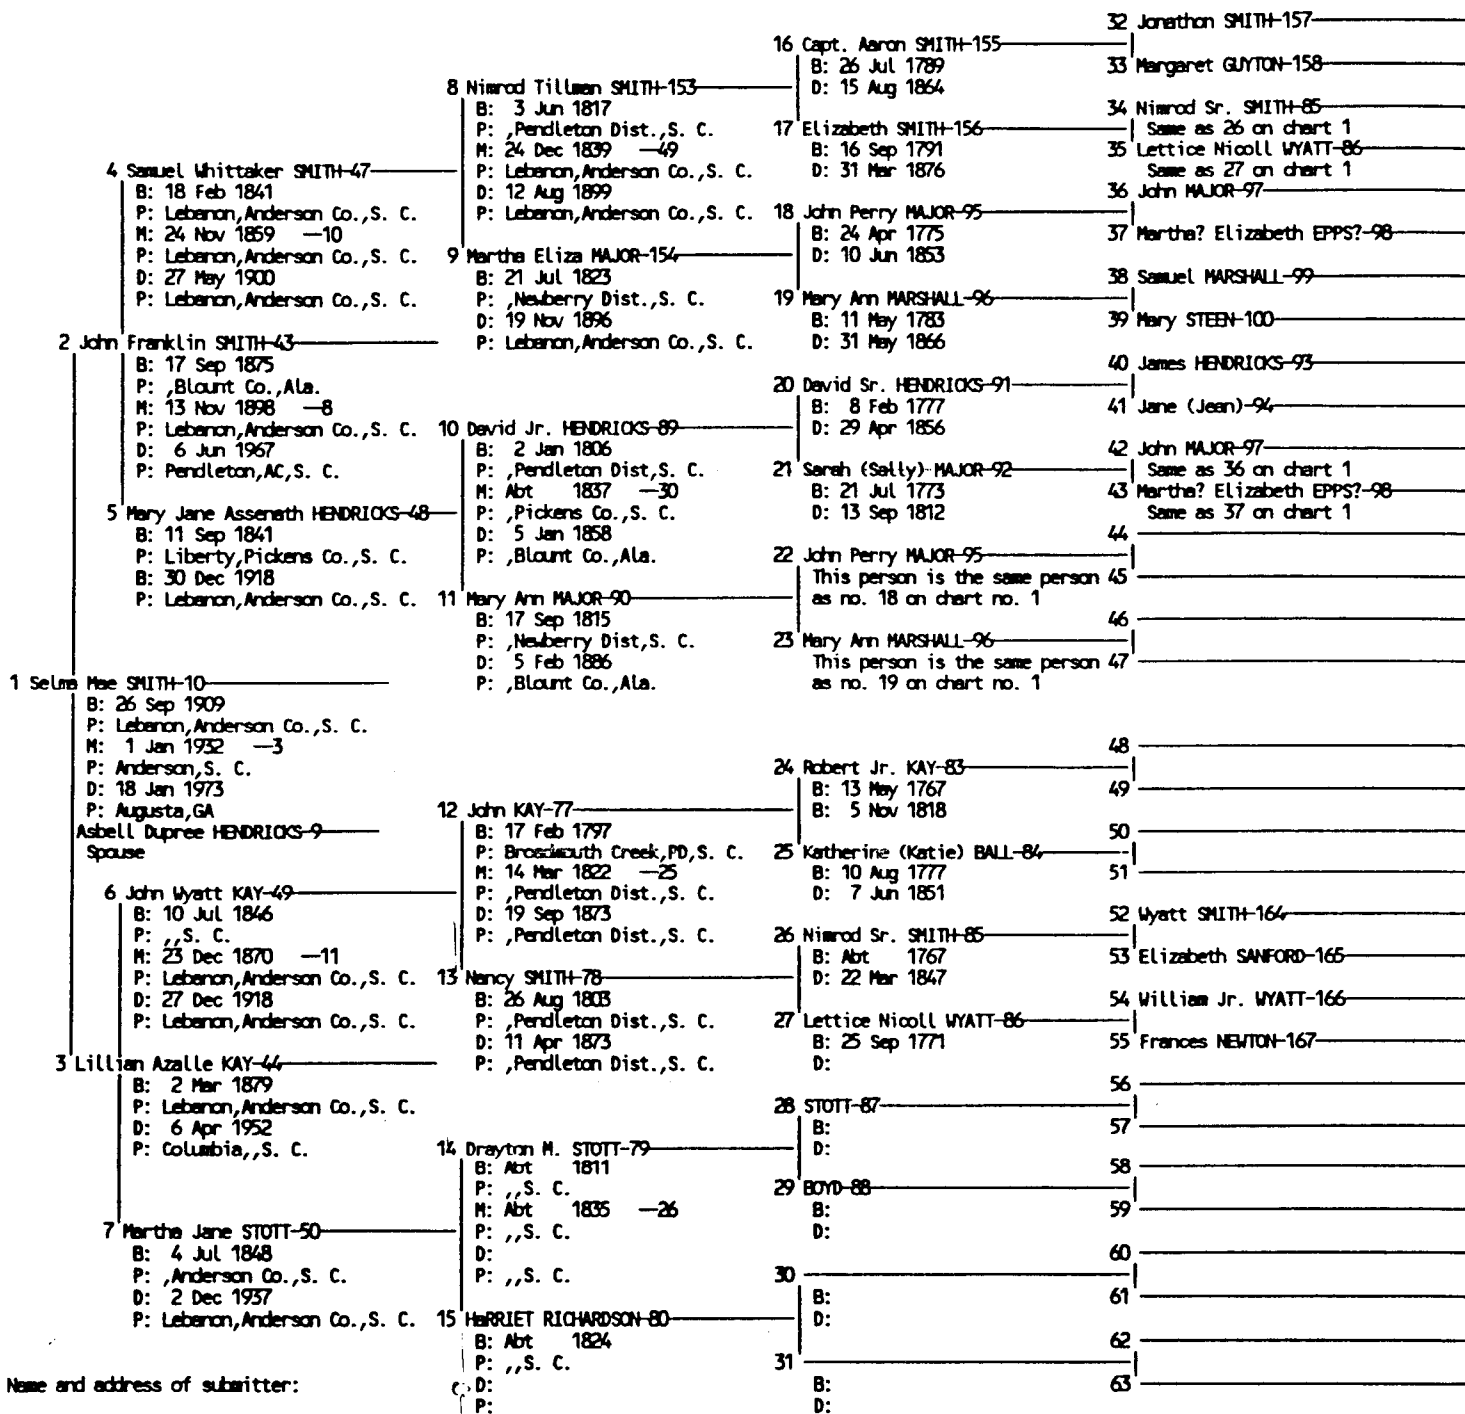 1 Selma Mae SMITH-10
B: 26 Sep 1909
P: Lebanon,Anderson Co.,S. C.
M: 1 Jan 1932 —3
P: Anderson,S. C.
D: 18 Jan 1973
P: Augusta,GA
Asbell Dupree HENDRICKS-9
Spouse
2 John Franklin SMITH-43
B: 17 Sep 1875
P: ,Blount Co.,Ala.
M: 13 Nov 1898 —8
P: Lebanon,Anderson Co.,S. C.
D: 6 Jun 1967
P: Pendleton,AC,S. C.
3 Lillian Azalle KAY-44
B: 2 Mar 1879
P: Lebanon,Anderson Co.,S. C.
D: 6 Apr 1952
P: Columbia,,S. C.
4 Samuel Whittaker SMITH-47
B: 18 Feb 1841
P: Lebanon,Anderson Co.,S. C.
M: 24 Nov 1859 —10
P: Lebanon,Anderson Co.,S. C.
D: 27 May 1900
P: Lebanon,Anderson Co.,S. C.
5 Mary Jane Assenath HENDRICKS-48
B: 11 Sep 1841
P: Liberty,Pickens Co.,S. C.
B: 30 Dec 1918
P: Lebanon,Anderson Co.,S. C.
6 John Wyatt KAY-49
B: 10 Jul 1846
P: ,,S. C.
M: 23 Dec 1870 —11
P: Lebanon,Anderson Co.,S. C.
D: 27 Dec 1918
P: Lebanon,Anderson Co.,S. C.
7 Martha Jane STOTT-50
B: 4 Jul 1848
P: ,Anderson Co.,S. C.
D: 2 Dec 1937
P: Lebanon,Anderson Co.,S. C.
Name and address of submitter:
8 Nimrod Tillman SMITH-153
B: 3 Jun 1817
P: ,Pendleton Dist.,S. C.
M: 24 Dec 1839 —49
P: Lebanon,Anderson Co.,S. C.
D: 12 Aug 1899
P: Lebanon,Anderson Co.,S. C.
9 Martha Eliza MAJOR-154
B: 21 Jul 1823
P: ,Newberry Dist.,S. C.
D: 19 Nov 1896
P: Lebanon,Anderson Co.,S. C.
10 David Jr. HENDRICKS-89
B: 2 Jan 1806
P: ,Pendleton Dist,S. C.
M: Abt 1837 —30
P: ,Pickens Co.,S. C.
D: 5 Jan 1858
P: ,Blount Co.,Ala.
11 Mary Ann MAJOR-90
B: 17 Sep 1815
P: ,Newberry Dist,S. C.
D: 5 Feb 1886
P: ,Blount Co.,Ala.
12 John KAY-77
B: 17 Feb 1797
P: Broadmouth Creek,PD,S. C.
M: 14 Mar 1822 —25
P: ,Pendleton Dist.,S. C.
D: 19 Sep 1873
P: ,Pendleton Dist.,S. C.
13 Nancy SMITH-78
B: 26 Aug 1803
P: ,Pendleton Dist.,S. C.
D: 11 Apr 1873
P: ,Pendleton Dist.,S. C.
14 Drayton M. STOTT-79
B: Abt 1811
P: ,,S. C.
M: Abt 1835 —26
P: ,,S. C.
D:
P: ,,S. C.
15 HaRRIET RICHARDSON-80
B: Abt 1824
P: ,,S. C.
D:
P:
16 Capt. Aaron SMITH-155
B: 26 Jul 1789
D: 15 Aug 1864
17 Elizabeth SMITH-156
B: 16 Sep 1791
D: 31 Mar 1876
18 John Perry MAJOR-95
B: 24 Apr 1775
D: 10 Jun 1853
19 Mary Ann MARSHALL-96
B: 11 May 1783
D: 31 May 1866
20 David Sr. HENDRICKS-91
B: 8 Feb 1777
D: 29 Apr 1856
21 Sarah (Sally) MAJOR-92
B: 21 Jul 1773
D: 13 Sep 1812
22 John Perry MAJOR-95
This person is the same person
as no. 18 on chart no. 1
23 Mary Ann MARSHALL-96
This person is the same person
as no. 19 on chart no. 1
24 Robert Jr. KAY-83
B: 13 May 1767
B: 5 Nov 1818
25 Katherine (Katie) BALL-84
B: 10 Aug 1777
D: 7 Jun 1851
26 Nimrod Sr. SMITH-85
B: Abt 1767
D: 22 Mar 1847
27 Lettice Nicoll WYATT-86
B: 25 Sep 1771
D:
28 STOTT-87
B:
D:
29 BOYD-88
B:
D:
30
B:
D:
31
B:
D:
32 Jonathon SMITH-157
33 Margaret GUYTON-158
34 Nimrod Sr. SMITH-85
Same as 26 on chart 1
35 Lettice Nicoll WYATT-86
Same as 27 on chart 1
36 John MAJOR-97
37 Martha? Elizabeth EPPS?-98
38 Samuel MARSHALL-99
39 Mary STEEN-100
40 James HENDRICKS-93
41 Jane (Jean)-94
42 John MAJOR-97
Same as 36 on chart 1
43 Martha? Elizabeth EPPS?-98
Same as 37 on chart 1
44
45
46
47
48
49
50
51
52 Wyatt SMITH-164
53 Elizabeth SANFORD-165
54 William Jr. WYATT-166
55 Frances NEWTON-167
56
57
58
59
60
61
62
63